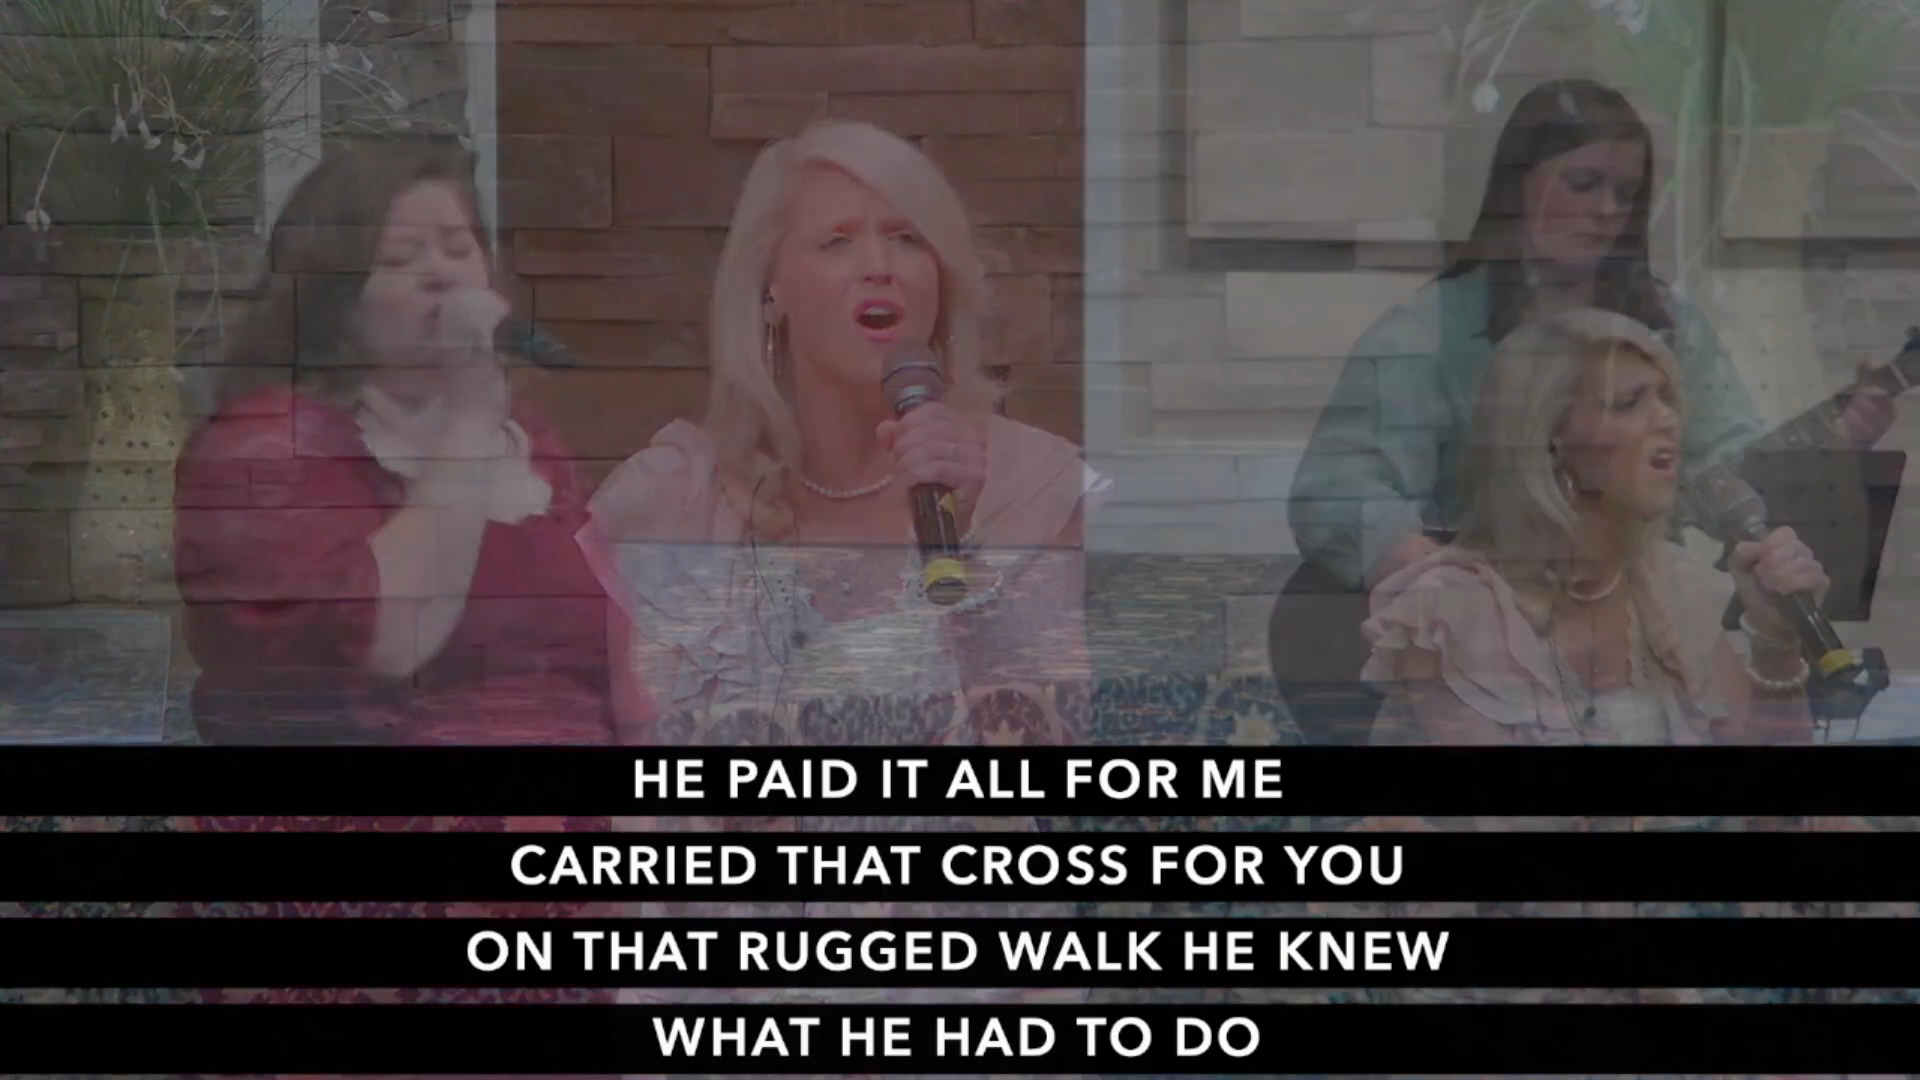 HE PAID IT ALL FOR ME
CARRIED THAT CROSS FOR YOU
ON THAT RUGGED WALK HE KNEW
WHAT HE HAD TO DO